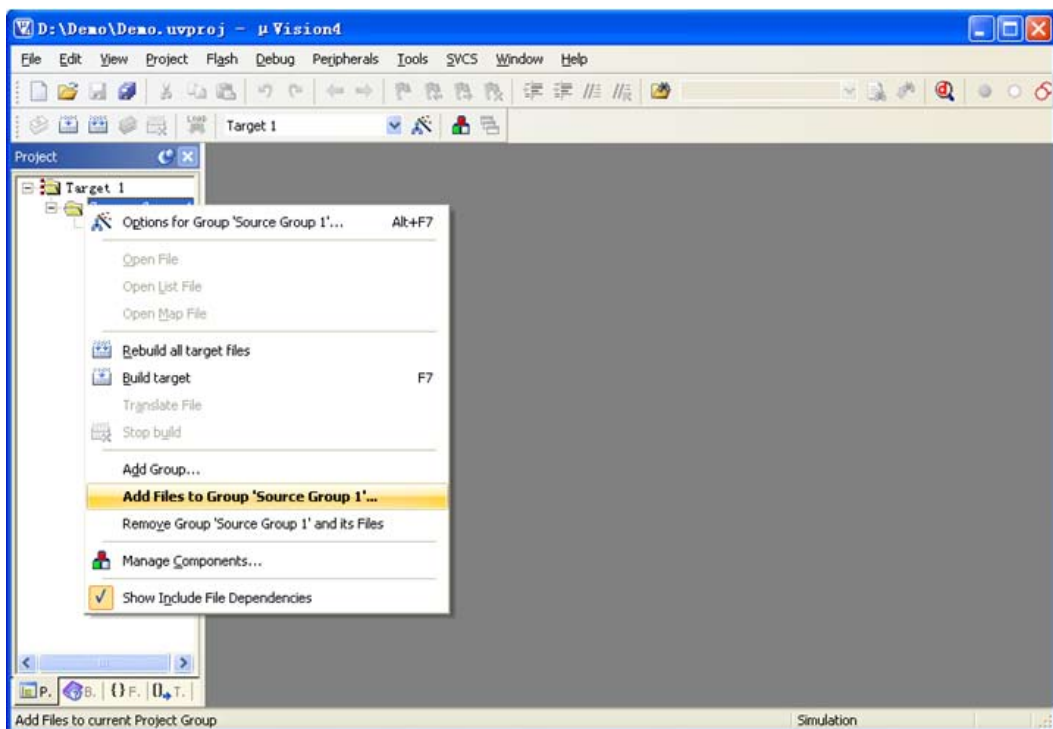 D:\Demo\Demo.uvproj - µVision4
File Edit View Project Flash Debug Peripherals Tools SVCS Window Help
Target 1
Project
Target 1
Options for Group 'Source Group 1'... Alt+F7
Open File
Open List File
Open Map File
Rebuild all target files
Build target F7
Translate File
Stop build
Add Group...
Add Files to Group 'Source Group 1'...
Remove Group 'Source Group 1' and its Files
Manage Components...
Show Include File Dependencies
P. B. {} F. 0 T.
Add Files to current Project Group Simulation